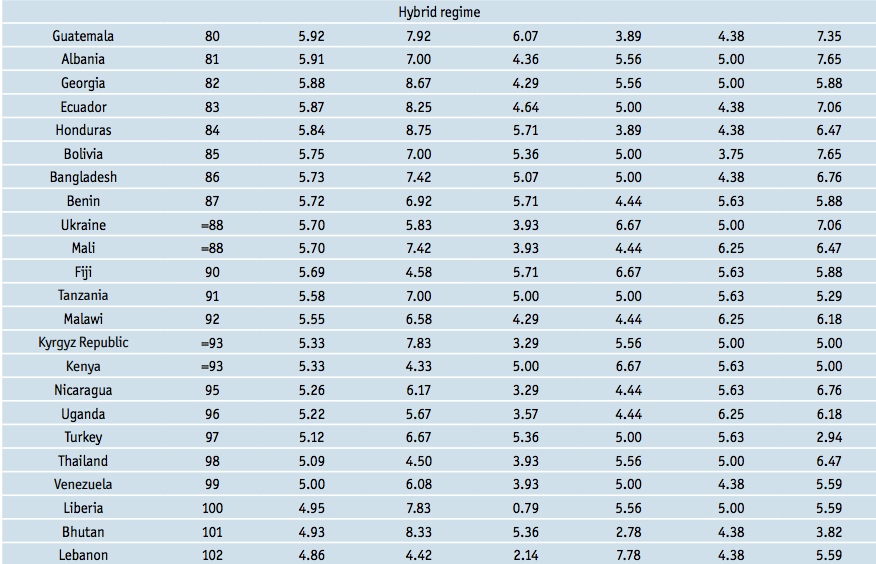 Hybrid regime
Guatemala 80 5.92 7.92 6.07 3.89 4.38 7.35
Albania 81 5.91 7.00 4.36 5.56 5.00 7.65
Georgia 82 5.88 8.67 4.29 5.56 5.00 5.88
Ecuador 83 5.87 8.25 4.64 5.00 4.38 7.06
Honduras 84 5.84 8.75 5.71 3.89 4.38 6.47
Bolivia 85 5.75 7.00 5.36 5.00 3.75 7.65
Bangladesh 86 5.73 7.42 5.07 5.00 4.38 6.76
Benin 87 5.72 6.92 5.71 4.44 5.63 5.88
Ukraine =88 5.70 5.83 3.93 6.67 5.00 7.06
Mali =88 5.70 7.42 3.93 4.44 6.25 6.47
Fiji 90 5.69 4.58 5.71 6.67 5.63 5.88
Tanzania 91 5.58 7.00 5.00 5.00 5.63 5.29
Malawi 92 5.55 6.58 4.29 4.44 6.25 6.18
Kyrgyz Republic =93 5.33 7.83 3.29 5.56 5.00 5.00
Kenya =93 5.33 4.33 5.00 6.67 5.63 5.00
Nicaragua 95 5.26 6.17 3.29 4.44 5.63 6.76
Uganda 96 5.22 5.67 3.57 4.44 6.25 6.18
Turkey 97 5.12 6.67 5.36 5.00 5.63 2.94
Thailand 98 5.09 4.50 3.93 5.56 5.00 6.47
Venezuela 99 5.00 6.08 3.93 5.00 4.38 5.59
Liberia 100 4.95 7.83 0.79 5.56 5.00 5.59
Bhutan 101 4.93 8.33 5.36 2.78 4.38 3.82
Lebanon 102 4.86 4.42 2.14 7.78 4.38 5.59